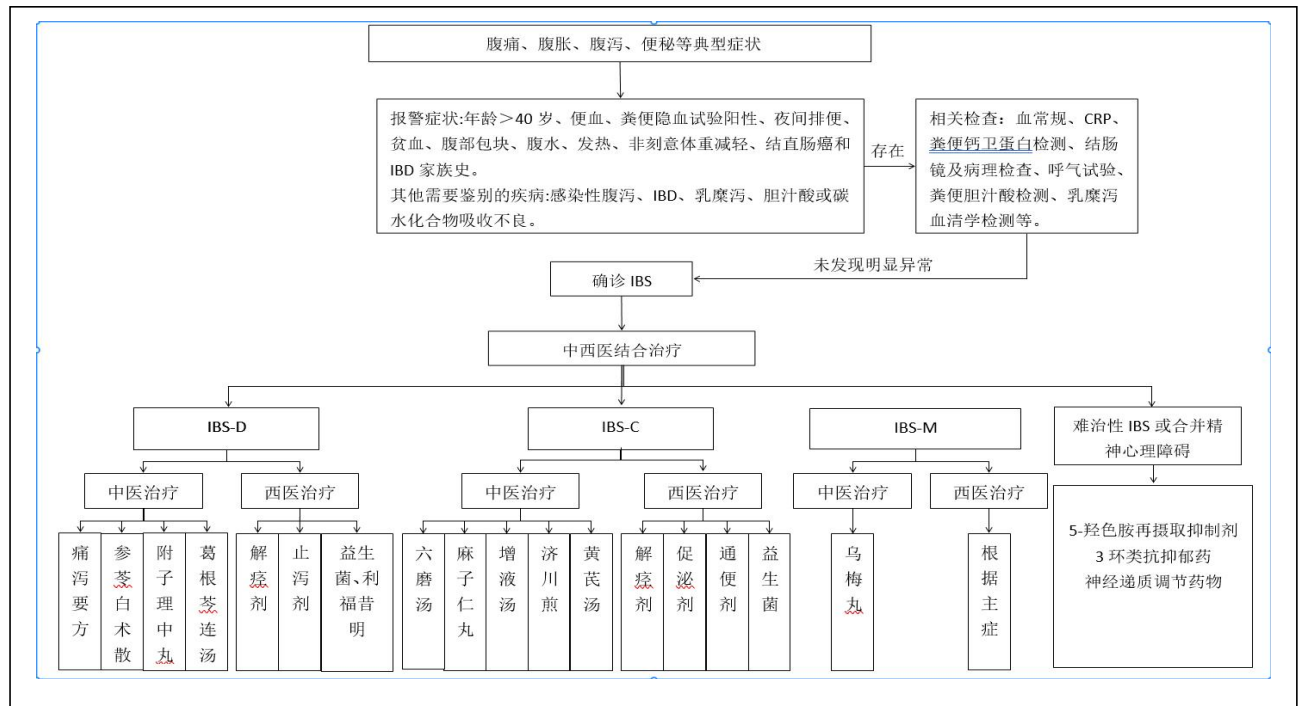 腹痛、腹胀、腹泻、便秘等典型症状
报警症状:年龄＞40 岁、便血、粪便隐血试验阳性、夜间排便、
贫血、腹部包块、腹水、发热、非刻意体重减轻、结直肠癌和
IBD 家族史。
其他需要鉴别的疾病:感染性腹泻、IBD、乳糜泻、胆汁酸或碳
水化合物吸收不良。
存在
相关检查：血常规、CRP、
粪便钙卫蛋白检测、结肠
镜及病理检查、呼气试验、
粪便胆汁酸检测、乳糜泻
血清学检测等。
未发现明显异常
确诊 IBS
中西医结合治疗
IBS-D
IBS-C
IBS-M
难治性 IBS 或合并精
神心理障碍
中医治疗
西医治疗
中医治疗
西医治疗
中医治疗
西医治疗
痛泻要方
参苓白术散
附子理中丸
葛根芩连汤
解痉剂
止泻剂
益生菌、利福昔明
六磨汤
麻子仁丸
增液汤
济川煎
黄芪汤
解痉剂
促泌剂
通便剂
益生菌
乌梅丸
根据主症
5-羟色胺再摄取抑制剂
3 环类抗抑郁药
神经递质调节药物